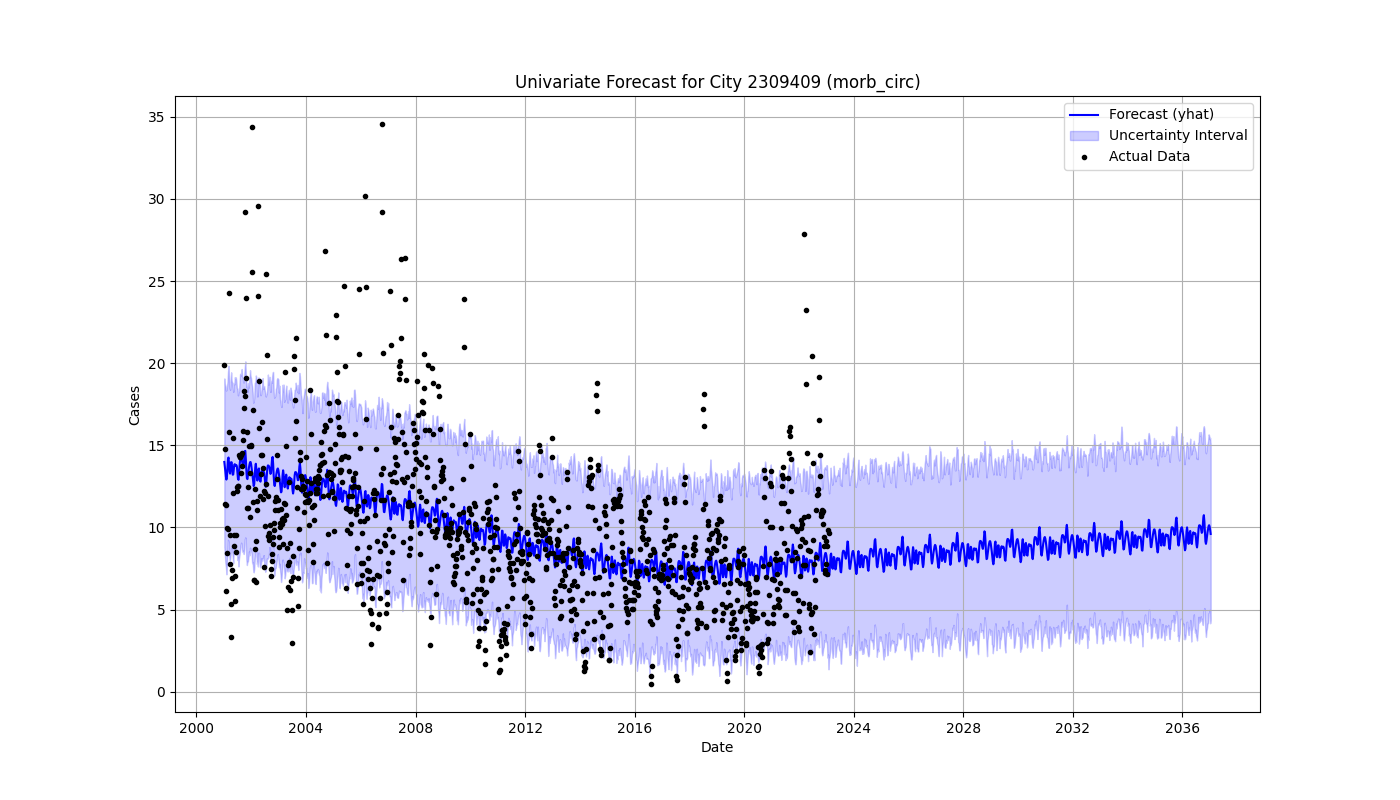 Univariate Forecast for City 2309409 (morb_circ)
Forecast (yhat)
Uncertainty Interval
Actual Data
Cases
35
30
25
20
15
10
5
0
2000 2004 2008 2012 2016 2020 2024 2028 2032 2036
Date